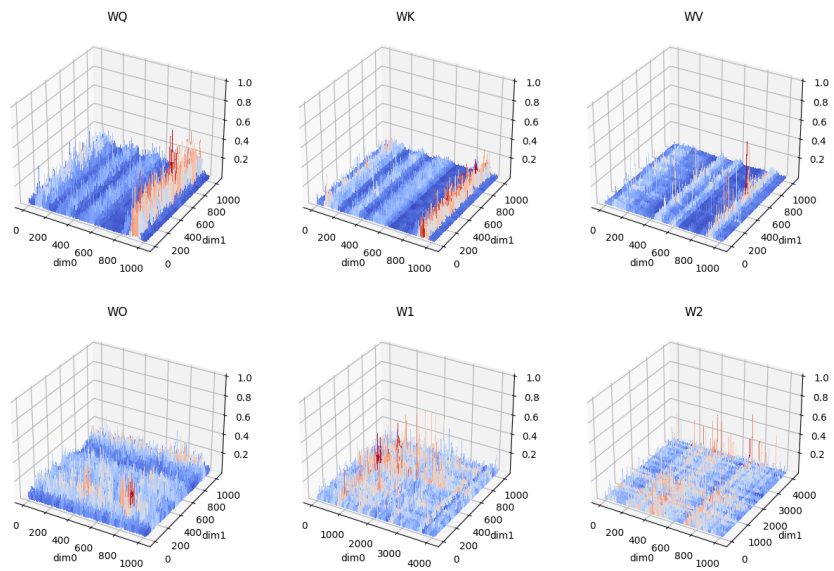 WQ WK WV
1.0 1.0 1.0
0.8 0.8 0.8
0.6 0.6 0.6
0.4 0.4 0.4
0.2 0.2 0.2
0 200 400 600 800 1000 dim0 0 200 400 600 800 1000 dim1
0 200 400 600 800 1000 dim0 0 200 400 600 800 1000 dim1
0 200 400 600 800 1000 dim0 0 200 400 600 800 1000 dim1
WO W1 W2
1.0 1.0 1.0
0.8 0.8 0.8
0.6 0.6 0.6
0.4 0.4 0.4
0.2 0.2 0.2
0 200 400 600 800 1000 dim0 0 200 400 600 800 1000 dim1
0 1000 2000 3000 4000 dim0 0 200 400 600 800 1000 dim1
0 200 400 600 800 1000 dim0 0 1000 2000 3000 4000 dim1